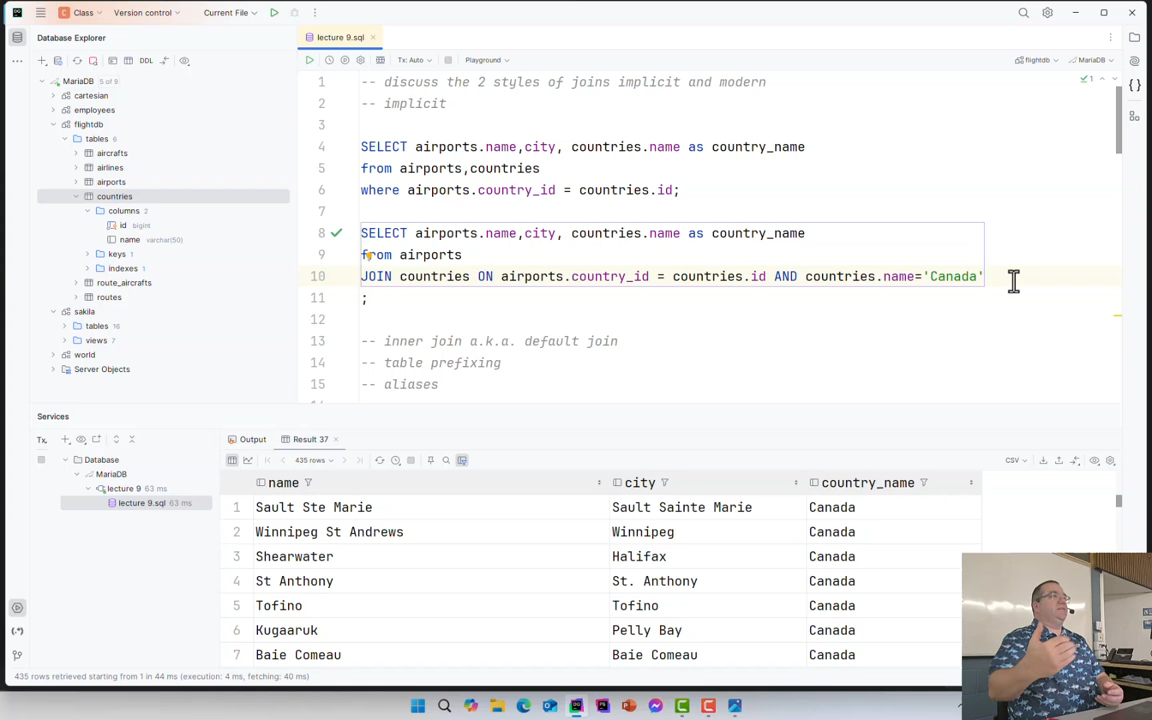 Class
Version control
Current File
Database Explorer
lecture 9.sql
DDL
Tx: Auto
Playground
flightdb
MariaDB
MariaDB 5 of 9
cartesian
employees
flightdb
tables 6
aircrafts
airlines
airports
countries
columns 2
id bigint
name varchar(50)
keys 1
indexes 1
route_aircrafts
routes
sakila
tables 16
views 7
world
Server Objects
1 -- discuss the 2 styles of joins implicit and modern
2 -- implicit
3
4 SELECT airports.name,city, countries.name as country_name
5 from airports,countries
6 where airports.country_id = countries.id;
7
8 SELECT airports.name,city, countries.name as country_name
9 from airports
10 JOIN countries ON airports.country_id = countries.id AND countries.name='Canada'
11 ;
12
13 -- inner join a.k.a. default join
14 -- table prefixing
15 -- aliases
1
Services
Tx
Database
MariaDB
lecture 9 63 ms
lecture 9.sql 63 ms
Output
Result 37
435 rows
CSV
name city country_name
1 Sault Ste Marie Sault Sainte Marie Canada
2 Winnipeg St Andrews Winnipeg Canada
3 Shearwater Halifax Canada
4 St Anthony St. Anthony Canada
5 Tofino Tofino Canada
6 Kugaaruk Pelly Bay Canada
7 Baie Comeau Baie Comeau Canada
435 rows retrieved starting from 1 in 44 ms (execution: 4 ms, fetching: 40 ms)